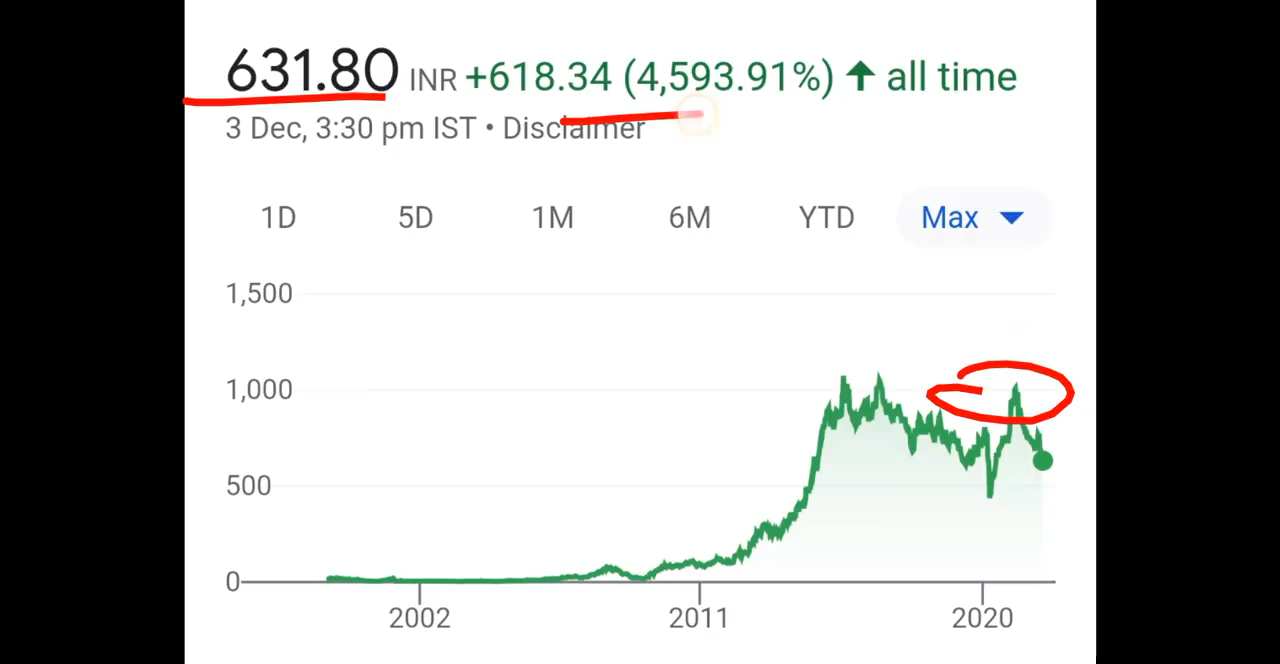 631.80 INR +618.34 (4,593.91%) ↑ all time
3 Dec, 3:30 pm IST • Disclaimer
1D 5D 1M 6M YTD Max
1,500
1,000
500
0
2002 2011 2020